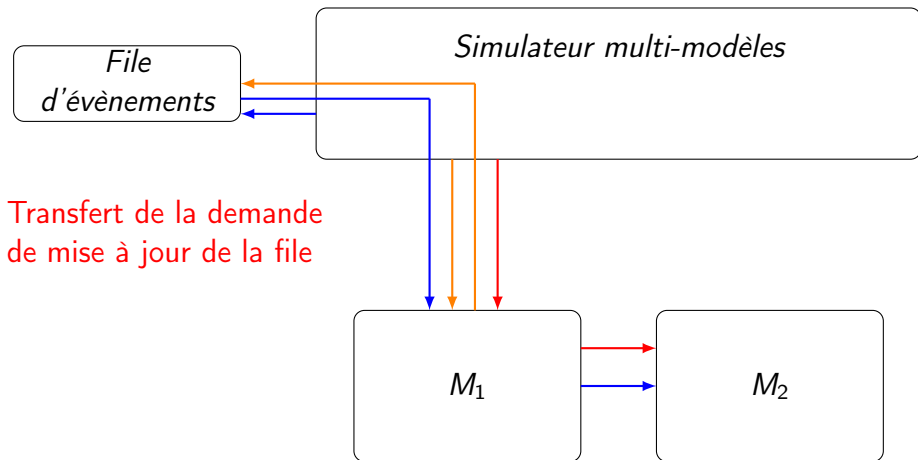 Simulateur multi-modèles
File
d'évènements
Transfert de la demande
de mise à jour de la file
M₁
M₂